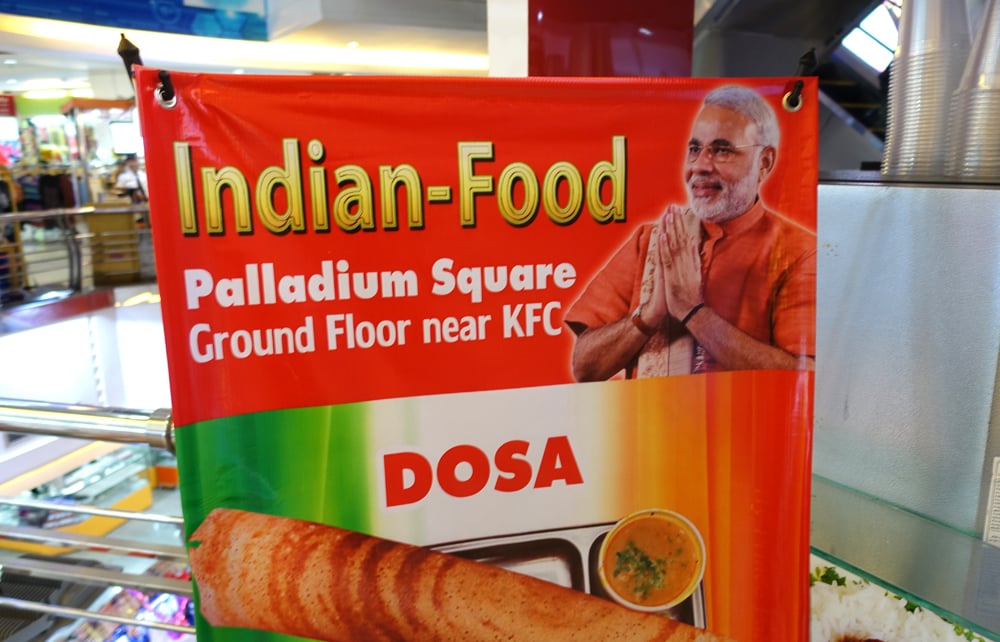 Indian-Food
Palladium Square
Ground Floor near KFC
DOSA